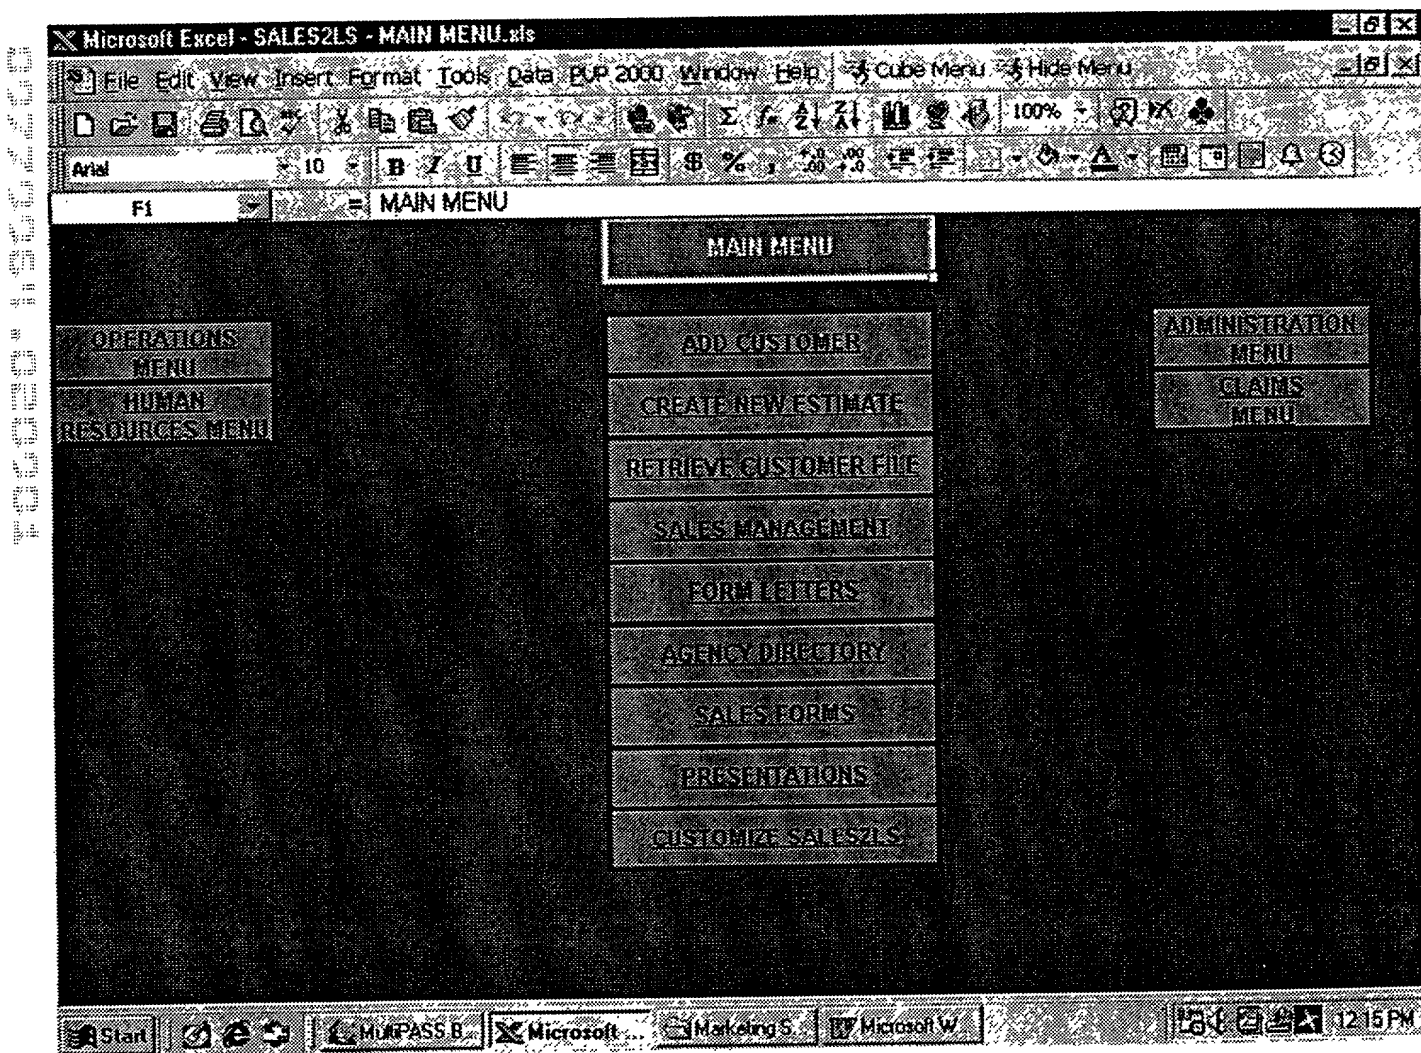 Microsoft Excel - SALES2LS - MAIN MENU.xls
File Edit View Insert Format Tools Data PUP 2000 Window Help Cube Menu Hide Menu
100%
Arial 10 B I U $ % ,
F1 = MAIN MENU
MAIN MENU
OPERATIONS
MENU
HUMAN
RESOURCES MENU
ADD CUSTOMER
CREATE NEW ESTIMATE
RETRIEVE CUSTOMER FILE
SALES MANAGEMENT
FORM LETTERS
AGENCY DIRECTORY
SALES FORMS
PRESENTATIONS
CUSTOMIZE SALES2LS
ADMINISTRATION
MENU
CLAIMS
MENU
Start MultiPASS B... Microsoft ... Marketing S... Microsoft W... 12:15 PM